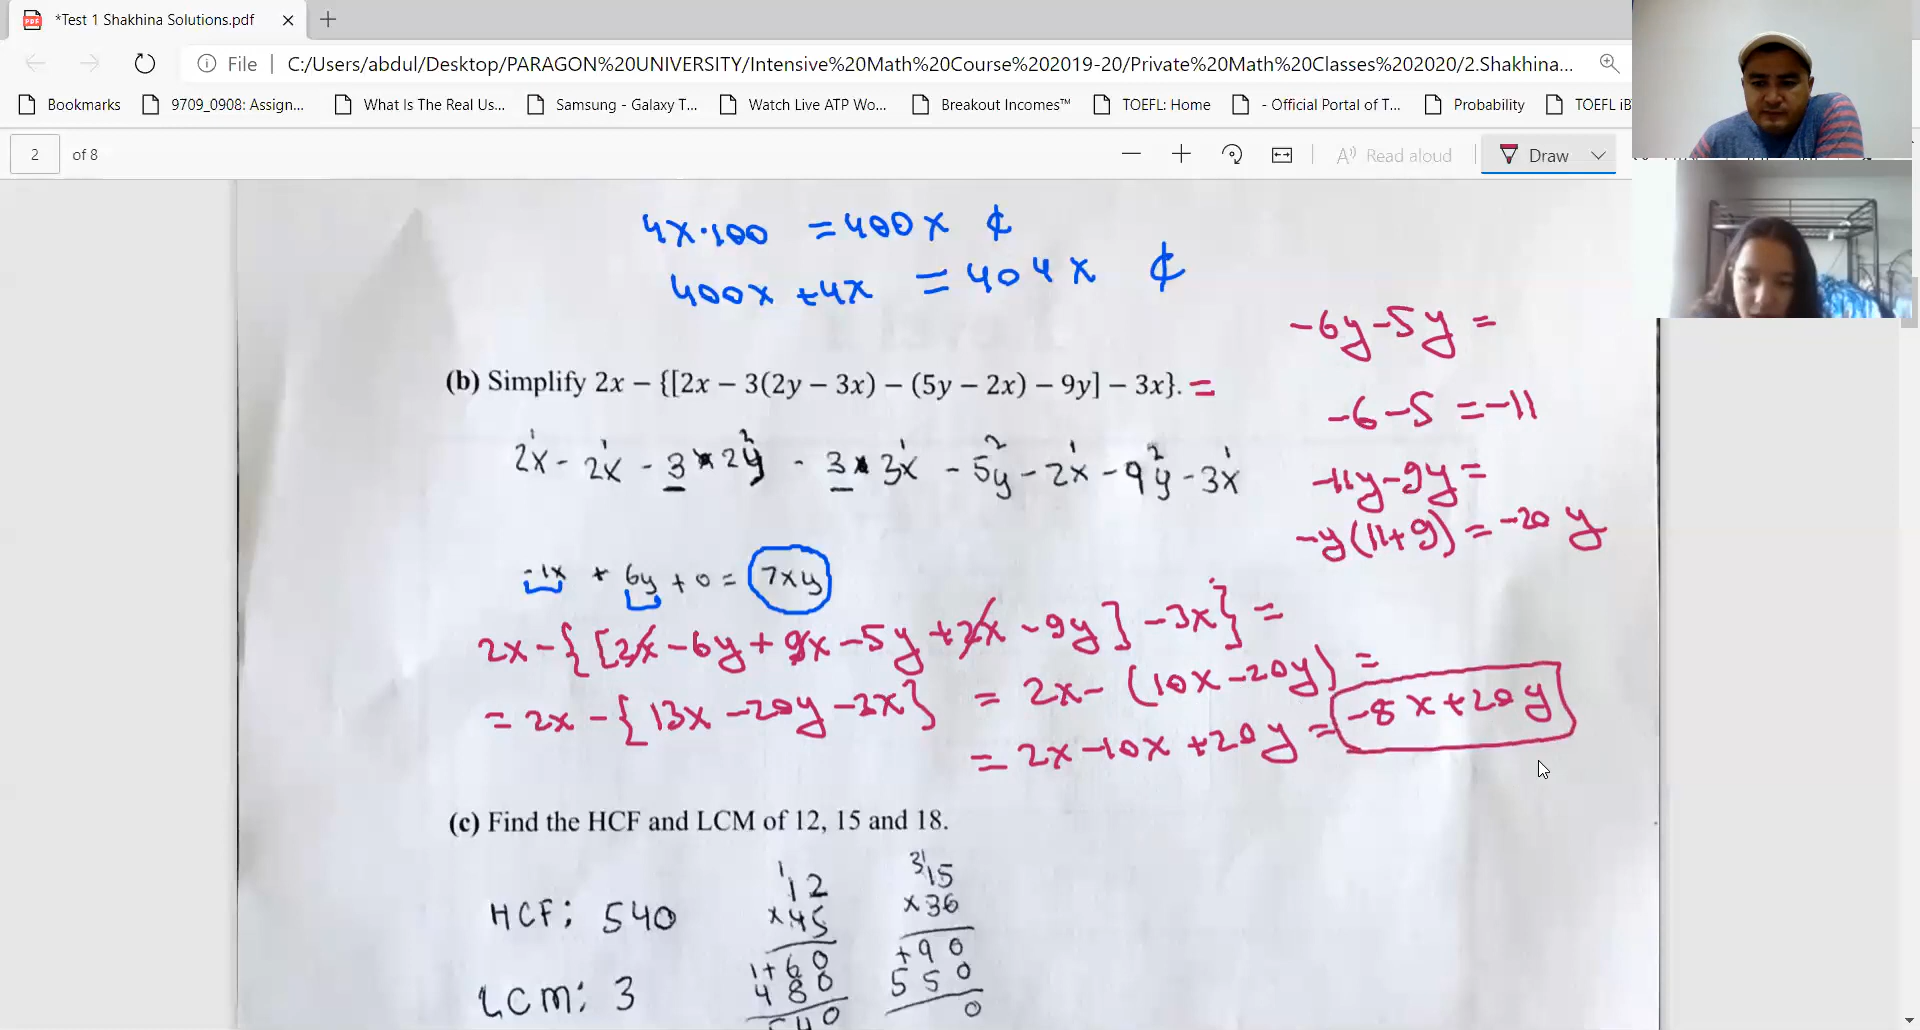 *Test 1 Shakhina Solutions.pdf
File C:/Users/abdul/Desktop/PARAGON%20UNIVERSITY/Intensive%20Math%20Course%202019-20/Private%20Math%20Classes%202020/2.Shakhina...
Bookmarks 9709_0908: Assign... What Is The Real Us... Samsung - Galaxy T... Watch Live ATP Wo... Breakout Incomes™ TOEFL: Home - Official Portal of T... Probability TOEFL iB
2 of 8 Read aloud Draw
4x·100 = 400x ¢
400x + 4x = 404x ¢
-6y-5y =
(b) Simplify 2x − {[2x − 3(2y − 3x) − (5y − 2x) − 9y] − 3x}. =
-6-5 = -11
2x - 2x - 3 × 2y - 3 × 3x - 5y - 2x - 9y - 3x
-11y-9y =
-y(11+9) = -20y
-1x + 6y + 0 = 7xy
2x-{[2x-6y+9x-5y+2x-9y]-3x} =
= 2x-{13x-20y-3x} = 2x-(10x-20y) =
= 2x-10x+20y = -8x+20y
(c) Find the HCF and LCM of 12, 15 and 18.
12 15
HCF: 540 ×45 ×36
60 +90
LCM: 3 480 550
540 0